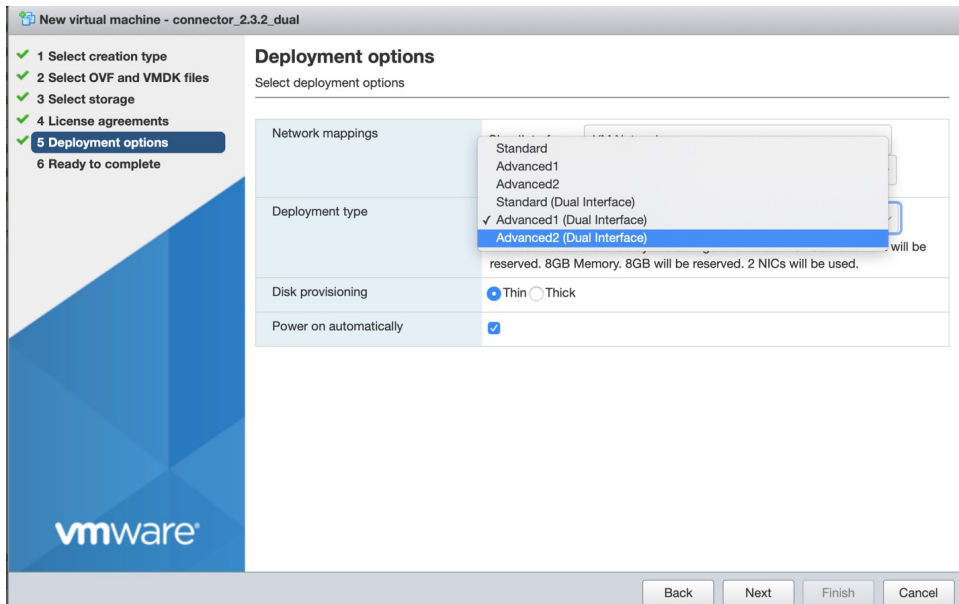 New virtual machine - connector_2.3.2_dual
1 Select creation type
2 Select OVF and VMDK files
3 Select storage
4 License agreements
5 Deployment options
6 Ready to complete
Deployment options
Select deployment options
Network mappings
Standard
Advanced1
Advanced2
Standard (Dual Interface)
Deployment type
✓ Advanced1 (Dual Interface)
Advanced2 (Dual Interface)
will be
reserved. 8GB Memory. 8GB will be reserved. 2 NICs will be used.
Disk provisioning
Thin Thick
Power on automatically
vmware®
Back Next Finish Cancel